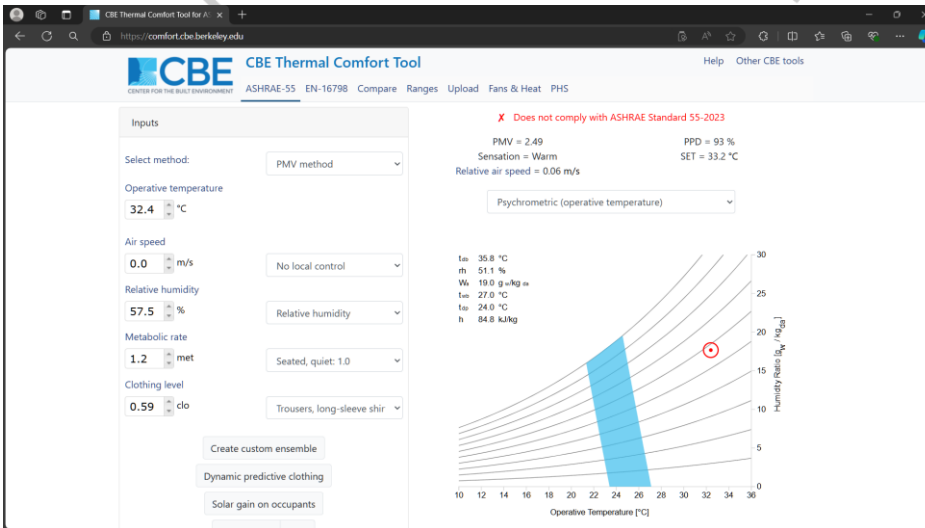 CBE Thermal Comfort Tool for AS
https://comfort.cbe.berkeley.edu
CBE
CENTER FOR THE BUILT ENVIRONMENT
CBE Thermal Comfort Tool
Help Other CBE tools
ASHRAE-55 EN-16798 Compare Ranges Upload Fans & Heat PHS
Inputs
Select method:
PMV method
Operative temperature
32.4 °C
Air speed
0.0 m/s
No local control
Relative humidity
57.5 %
Relative humidity
Metabolic rate
1.2 met
Seated, quiet: 1.0
Clothing level
0.59 clo
Trousers, long-sleeve shir
Create custom ensemble
Dynamic predictive clothing
Solar gain on occupants
✗ Does not comply with ASHRAE Standard 55-2023
PMV = 2.49 PPD = 93 %
Sensation = Warm SET = 33.2 °C
Relative air speed = 0.06 m/s
Psychrometric (operative temperature)
tdb 35.8 °C
rh 51.1 %
Wa 19.0 g w/kg da
twb 27.0 °C
tdp 24.0 °C
h 84.8 kJ/kg
30
25
20
15
10
5
0
Humidity Ratio [gw / kgda]
10 12 14 16 18 20 22 24 26 28 30 32 34 36
Operative Temperature [°C]